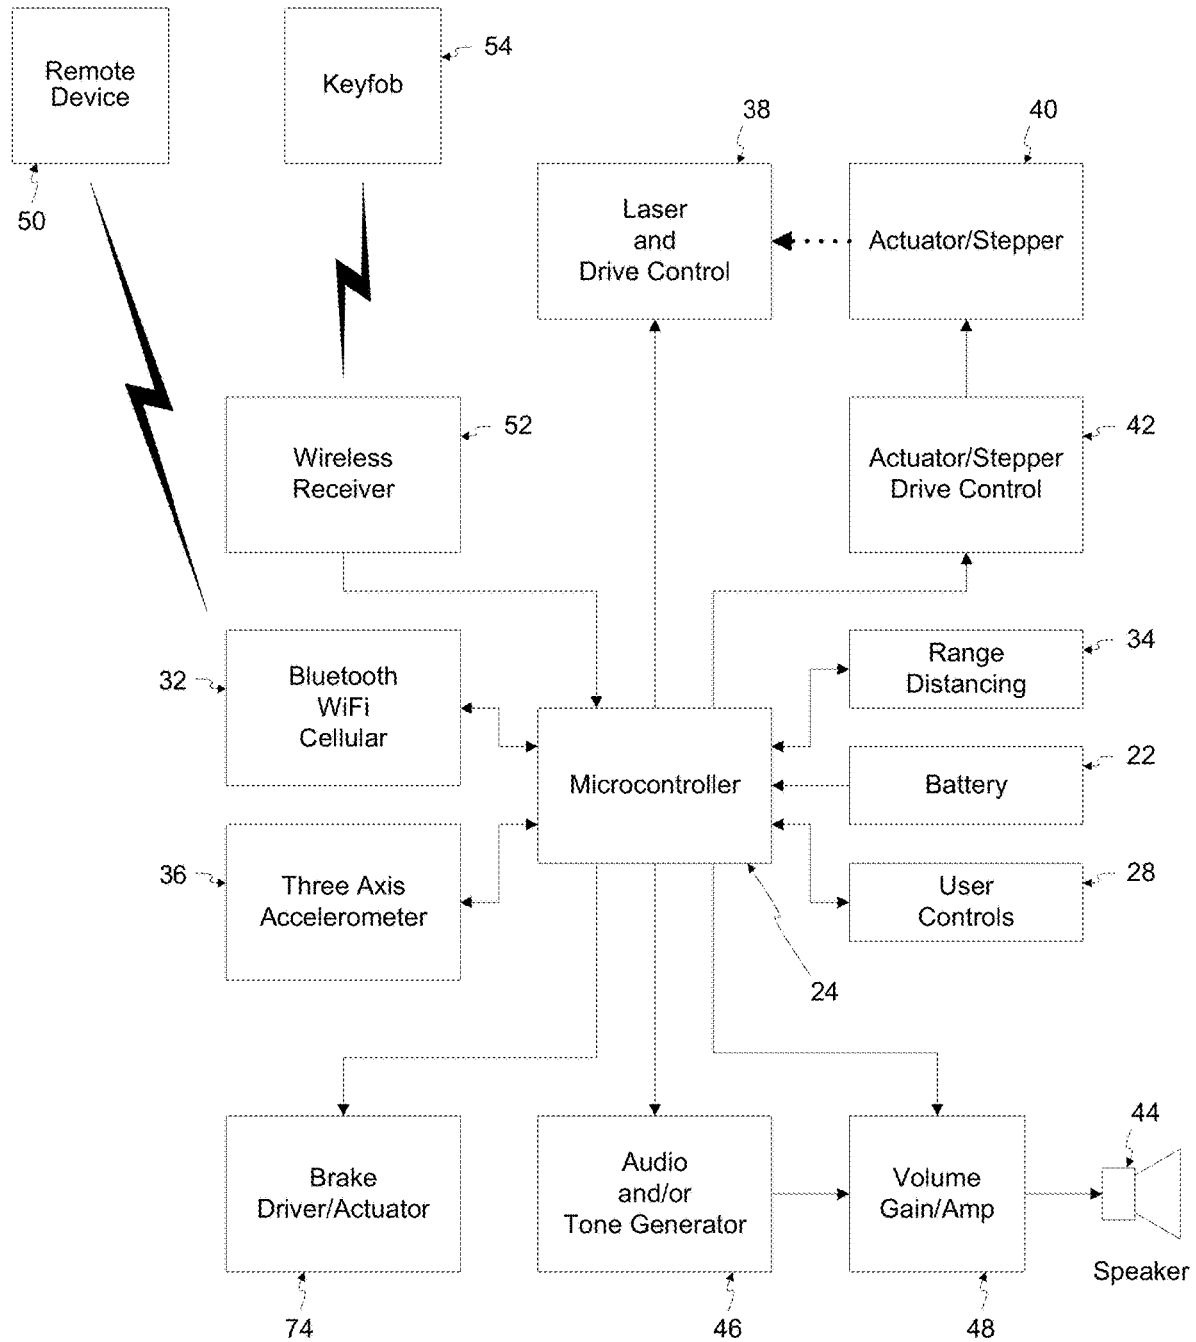 Remote
Device
50
Keyfob
54
38
Laser
and
Drive Control
40
Actuator/Stepper
Wireless
Receiver
52
Actuator/Stepper
Drive Control
42
32
Bluetooth
WiFi
Cellular
Range
Distancing
34
Microcontroller
24
Battery
22
36
Three Axis
Accelerometer
User
Controls
28
Brake
Driver/Actuator
74
Audio
and/or
Tone Generator
46
Volume
Gain/Amp
48
44
Speaker